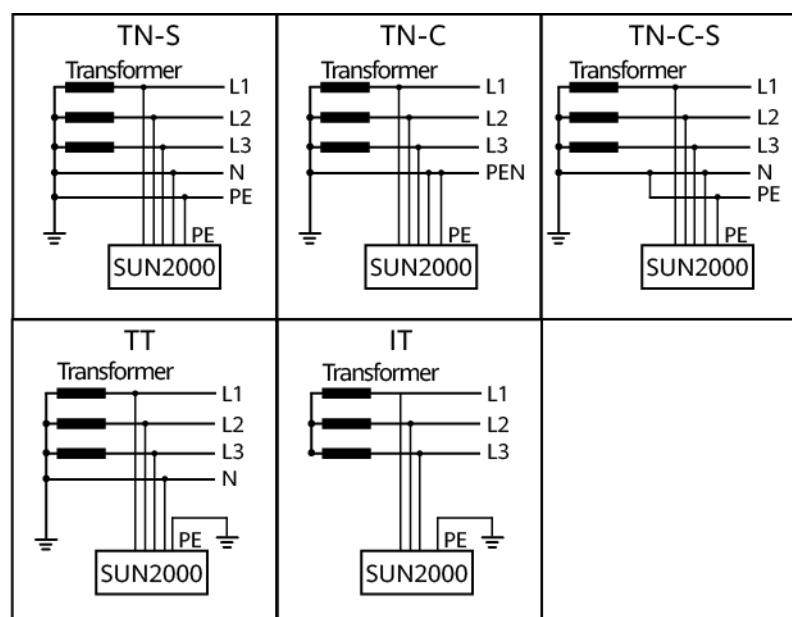 TN-S
Transformer
L1
L2
L3
N
PE
PE
SUN2000
TN-C
Transformer
L1
L2
L3
PEN
PE
SUN2000
TN-C-S
Transformer
L1
L2
L3
N
PE
PE
SUN2000
TT
Transformer
L1
L2
L3
N
PE
SUN2000
IT
Transformer
L1
L2
L3
PE
SUN2000